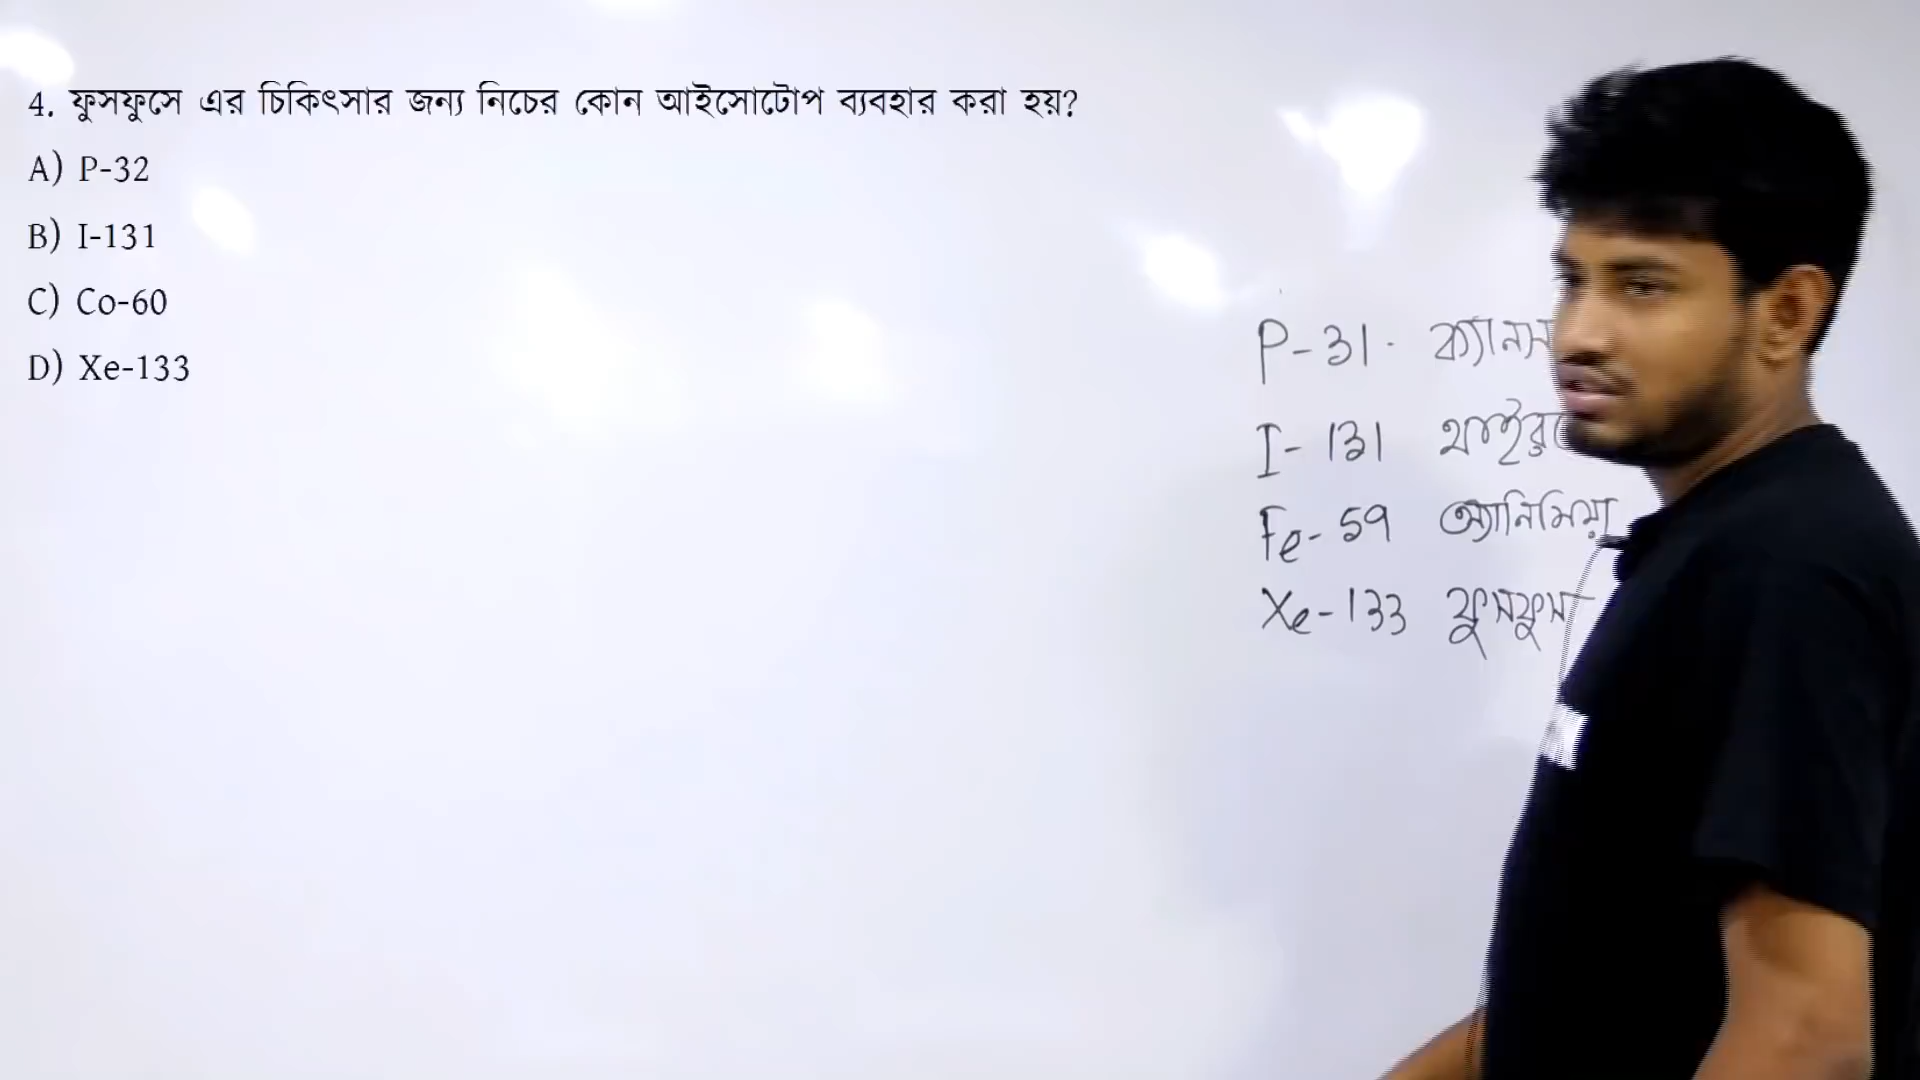 4. ফুসফুসে এর চিকিৎসার জন্য নিচের কোন আইসোটোপ ব্যবহার করা হয়?
A) P-32
B) I-131
C) Co-60
D) Xe-133
P-31.
I- 131
Fe- 59 অ্যানিমিয়া
Xe-133 ফুসফুস